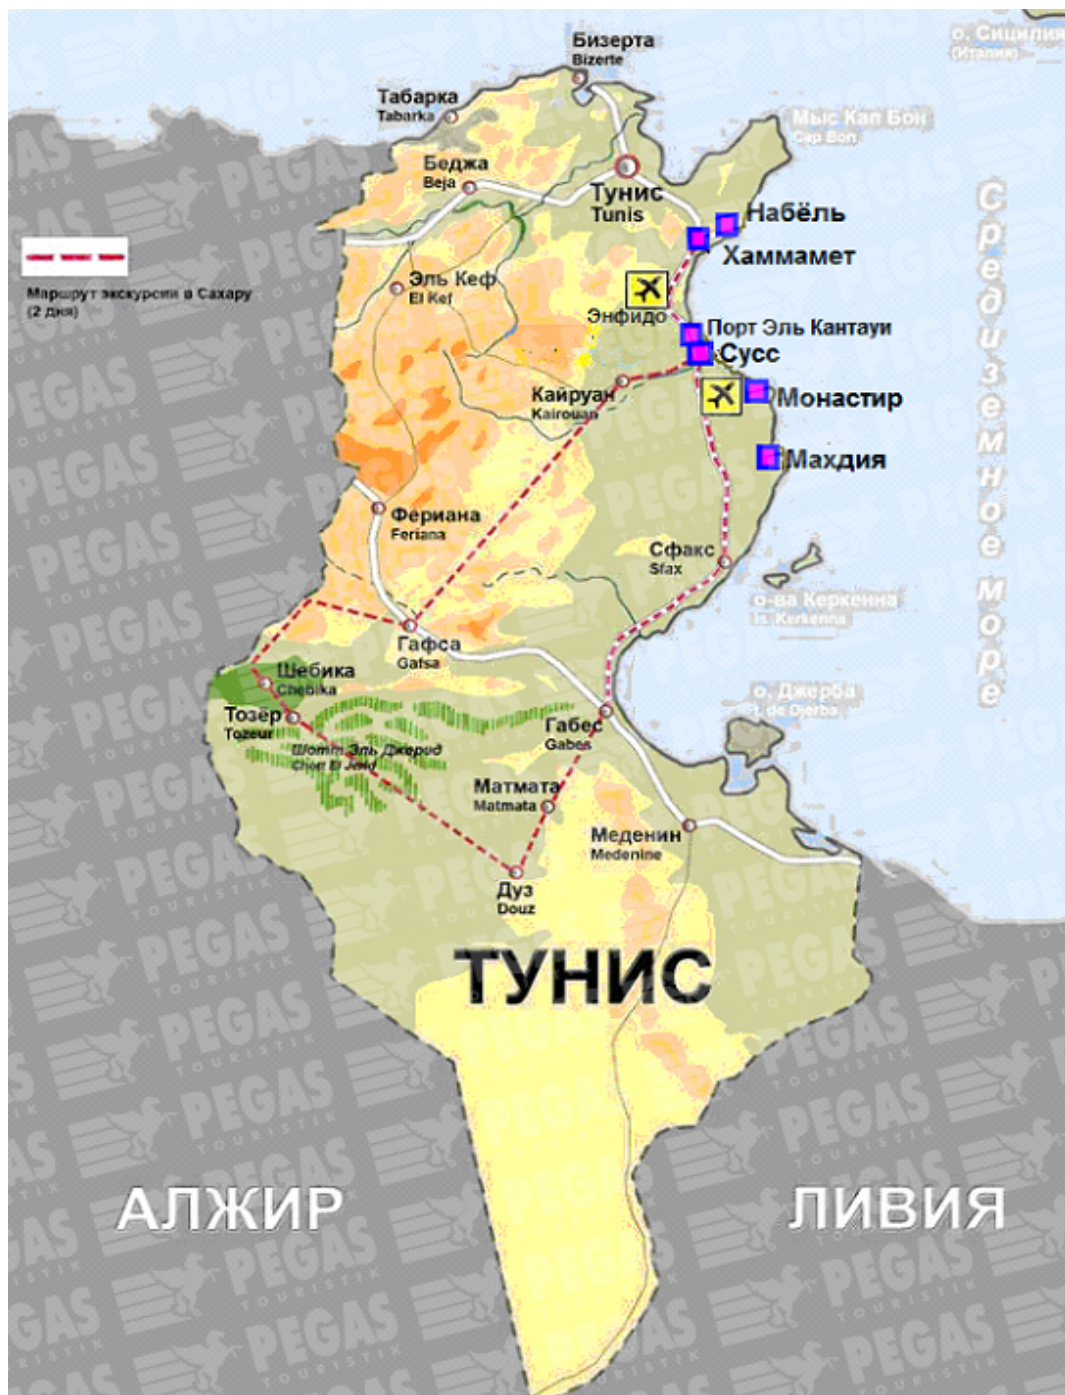 о. Сицилия
(Италия)
Бизерта
Bizerte
Табарка
Tabarka
Мыс Кап Бон
Cap Bon
Беджа
Beja
Тунис
Tunis
Набёль
Хаммамет
Средиземное море
Маршрут экскурсии в Сахару
(2 дня)
Эль Кеф
El Kef
Энфидо
Порт Эль Кантауи
Сусс
Кайруан
Kairouan
Монастир
Махдия
Фериана
Feriana
Сфакс
Sfax
о-ва Керкенна
Is. Kerkenna
Гафса
Gafsa
Шебика
Chebika
о. Джерба
I. de Djerba
Тозёр
Tozeur
Габес
Gabes
Шотт Эль Джерид
Chott El Jerid
Матмата
Matmata
Меденин
Medenine
Дуз
Douz
ТУНИС
АЛЖИР
ЛИВИЯ
PEGAS
TOURISTIK